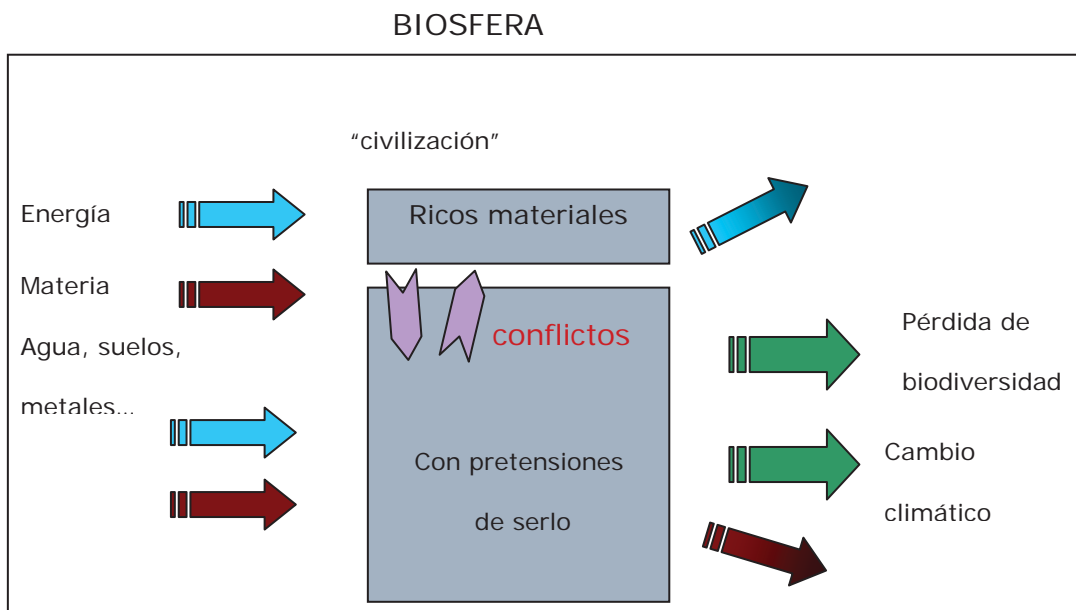 BIOSFERA
“civilización”
Energía
Ricos materiales
Materia
Agua, suelos,
metales...
conflictos
Con pretensiones
de serlo
Pérdida de
biodiversidad
Cambio
climático